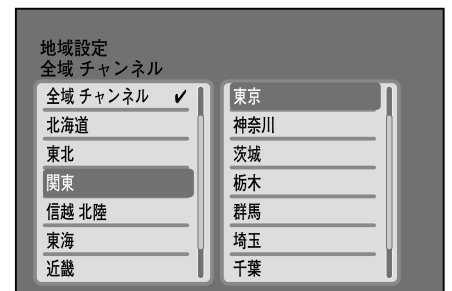 地域設定
全域 チャンネル
全域 チャンネル ✔
北海道
東北
関東
信越 北陸
東海
近畿
東京
神奈川
茨城
栃木
群馬
埼玉
千葉